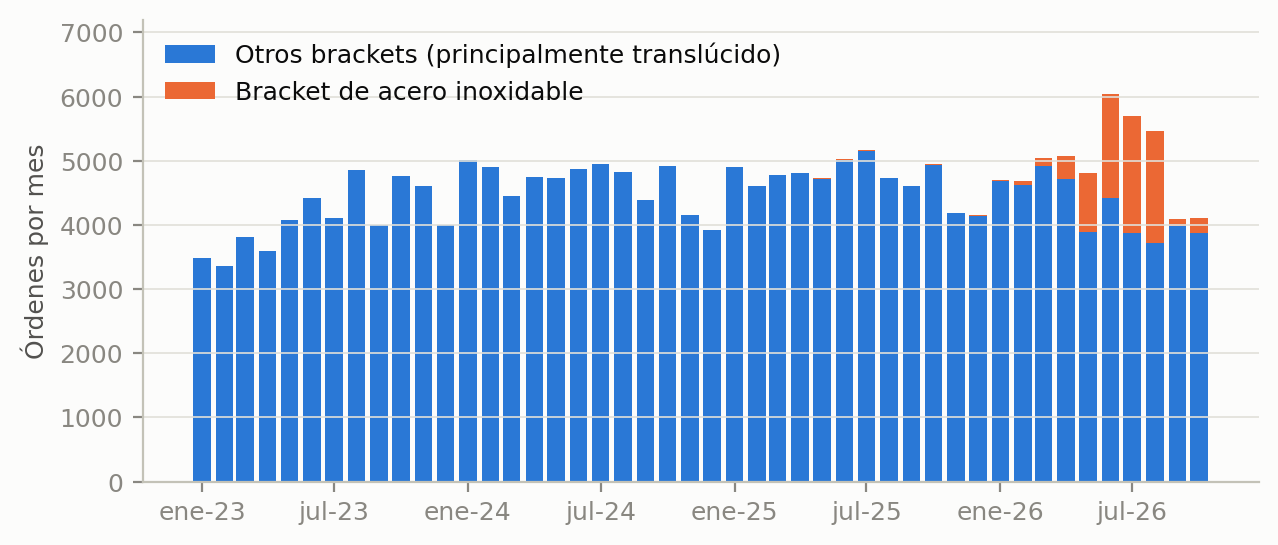 Otros brackets (principalmente translúcido)
Bracket de acero inoxidable
Órdenes por mes
7000
6000
5000
4000
3000
2000
1000
0
ene-23
jul-23
ene-24
jul-24
ene-25
jul-25
ene-26
jul-26